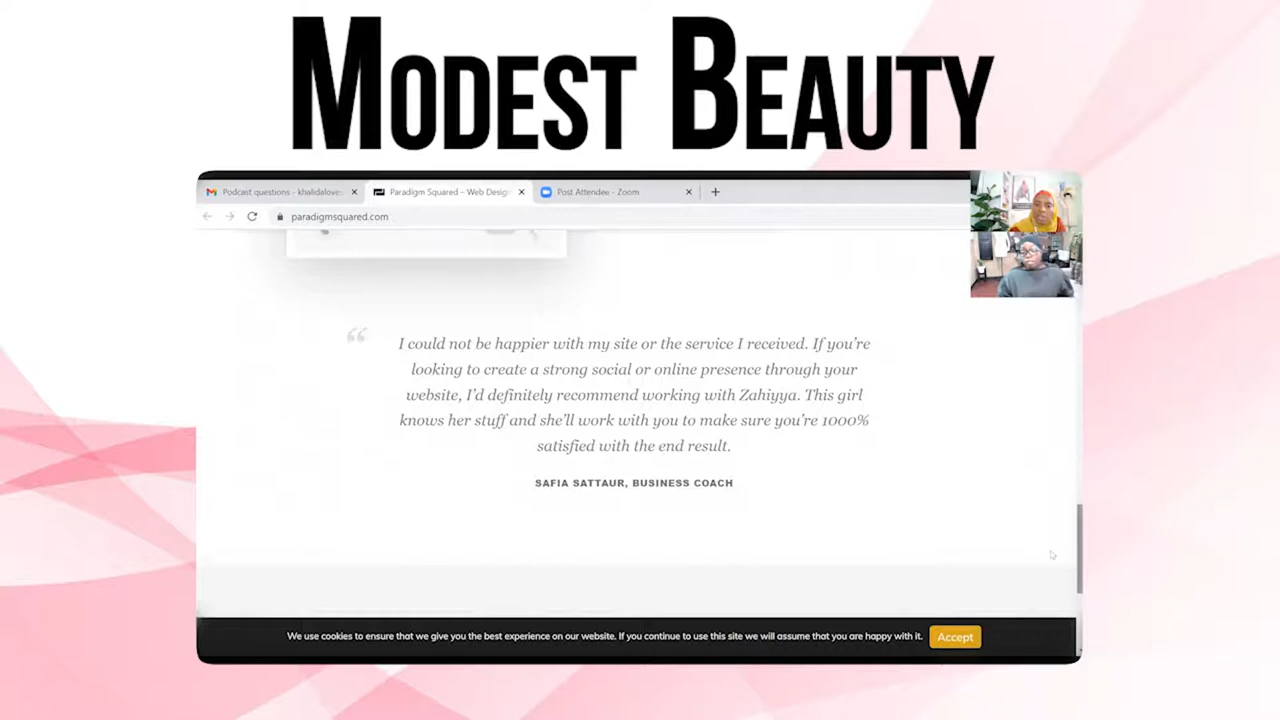 MODEST BEAUTY
Podcast questions - khalidalove
Paradigm Squared – Web Design
Post Attendee - Zoom
paradigmsquared.com
“ I could not be happier with my site or the service I received. If you’re
looking to create a strong social or online presence through your
website, I’d definitely recommend working with Zahiyya. This girl
knows her stuff and she’ll work with you to make sure you’re 1000%
satisfied with the end result.
SAFIA SATTAUR, BUSINESS COACH
We use cookies to ensure that we give you the best experience on our website. If you continue to use this site we will assume that you are happy with it.
Accept